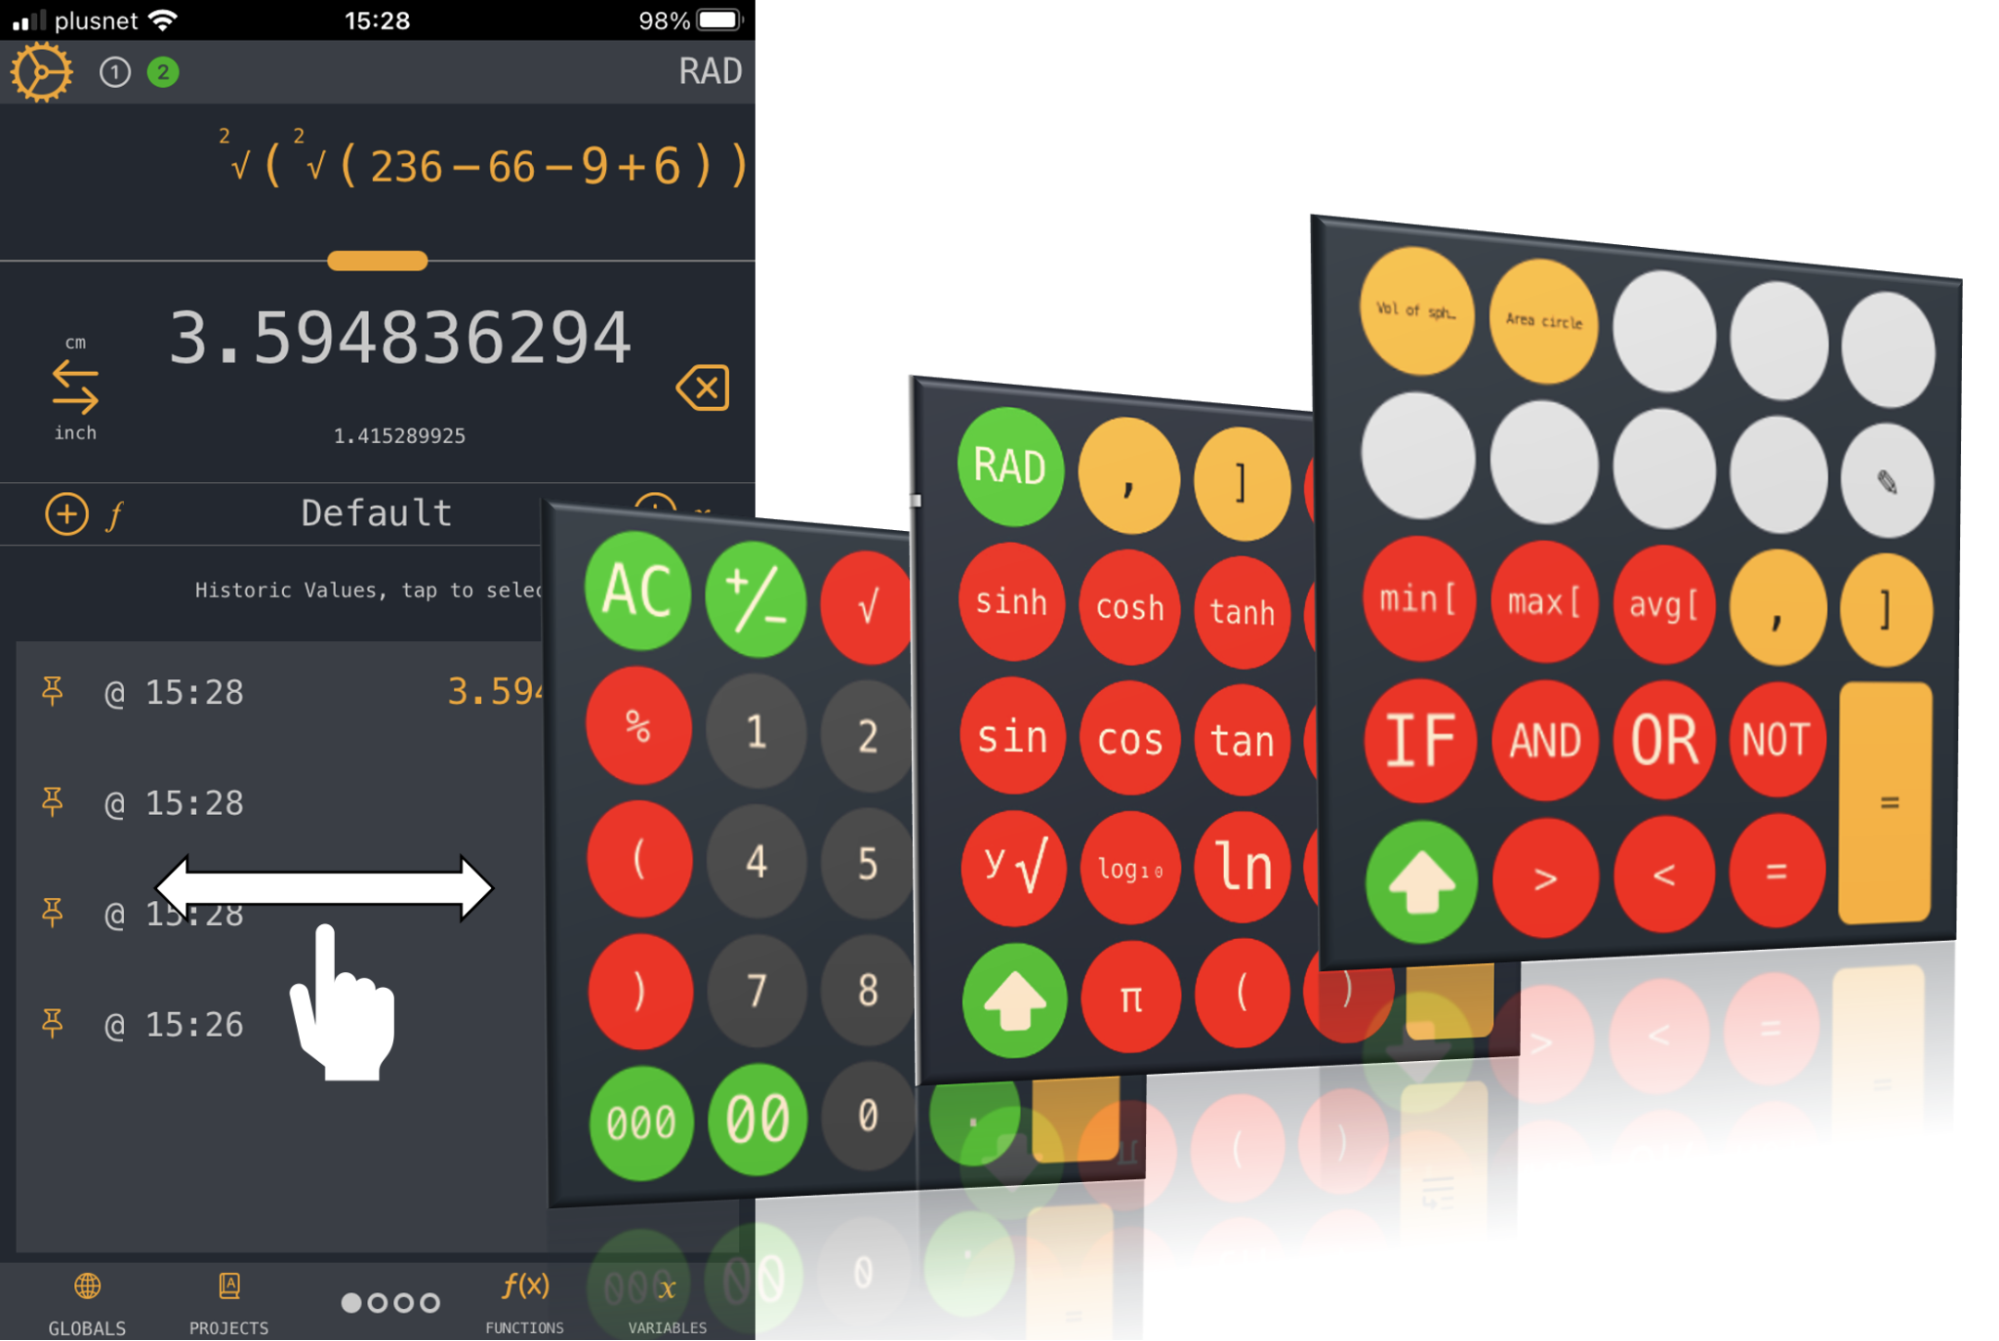 plusnet 15:28 98%
1 2 RAD
²√(²√(236−66−9+6))
3.594836294
cm
inch
1.415289925
f Default
Historic Values, tap to selec
@ 15:28 3.594
@ 15:28
@ 15:28
@ 15:26
GLOBALS PROJECTS f(x) FUNCTIONS x VARIABLES
AC +/− √
% 1 2
( 4 5
) 7 8
000 00 0 .
RAD , ]
sinh cosh tanh
sin cos tan
y√ log₁₀ ln
π ( )
Vol of sph… Area circle
min[ max[ avg[ , ]
IF AND OR NOT =
> < =